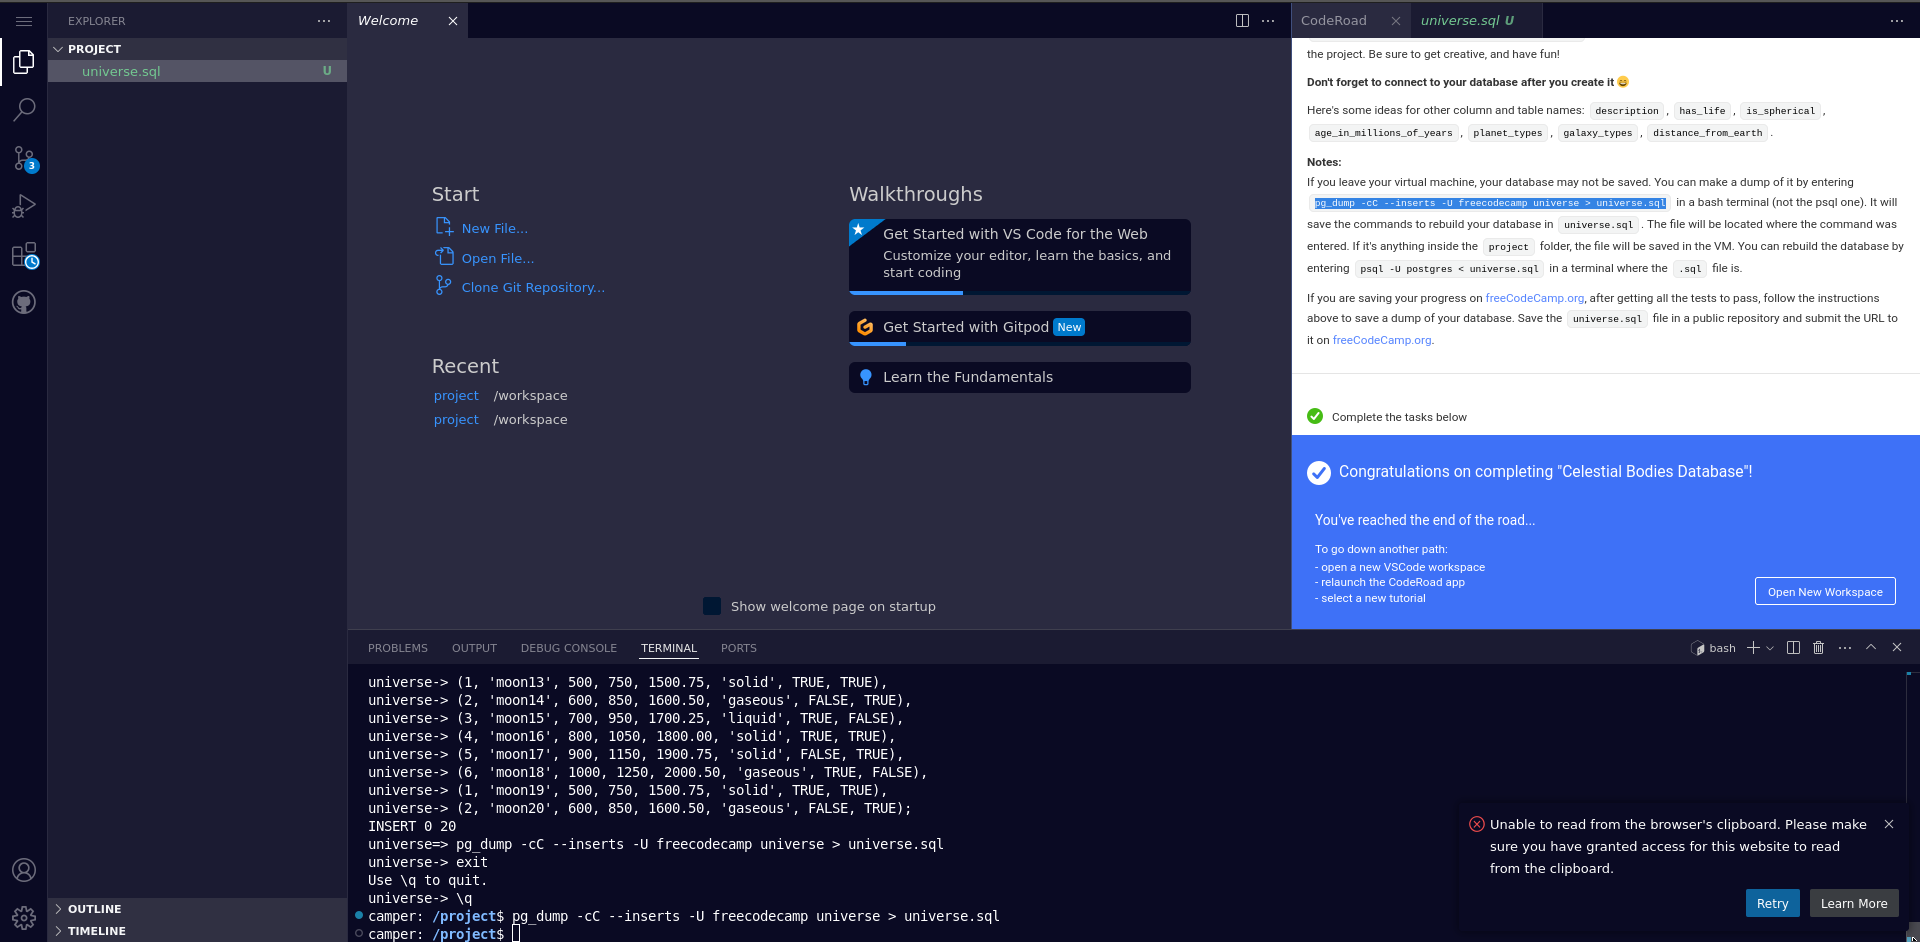 EXPLORER
PROJECT
universe.sql U
3
OUTLINE
TIMELINE
Welcome
Start
New File...
Open File...
Clone Git Repository...
Recent
project /workspace
project /workspace
Walkthroughs
Get Started with VS Code for the Web
Customize your editor, learn the basics, and
start coding
Get Started with Gitpod New
Learn the Fundamentals
Show welcome page on startup
CodeRoad
universe.sql U
the project. Be sure to get creative, and have fun!
Don't forget to connect to your database after you create it 😄
Here's some ideas for other column and table names: description , has_life , is_spherical ,
age_in_millions_of_years , planet_types , galaxy_types , distance_from_earth .
Notes:
If you leave your virtual machine, your database may not be saved. You can make a dump of it by entering
pg_dump -cC --inserts -U freecodecamp universe > universe.sql in a bash terminal (not the psql one). It will
save the commands to rebuild your database in universe.sql . The file will be located where the command was
entered. If it's anything inside the project folder, the file will be saved in the VM. You can rebuild the database by
entering psql -U postgres < universe.sql in a terminal where the .sql file is.
If you are saving your progress on freeCodeCamp.org, after getting all the tests to pass, follow the instructions
above to save a dump of your database. Save the universe.sql file in a public repository and submit the URL to
it on freeCodeCamp.org.
Complete the tasks below
Congratulations on completing "Celestial Bodies Database"!
You've reached the end of the road...
To go down another path:
- open a new VSCode workspace
- relaunch the CodeRoad app
- select a new tutorial
Open New Workspace
PROBLEMS OUTPUT DEBUG CONSOLE TERMINAL PORTS
bash
universe-> (1, 'moon13', 500, 750, 1500.75, 'solid', TRUE, TRUE),
universe-> (2, 'moon14', 600, 850, 1600.50, 'gaseous', FALSE, TRUE),
universe-> (3, 'moon15', 700, 950, 1700.25, 'liquid', TRUE, FALSE),
universe-> (4, 'moon16', 800, 1050, 1800.00, 'solid', TRUE, TRUE),
universe-> (5, 'moon17', 900, 1150, 1900.75, 'solid', FALSE, TRUE),
universe-> (6, 'moon18', 1000, 1250, 2000.50, 'gaseous', TRUE, FALSE),
universe-> (1, 'moon19', 500, 750, 1500.75, 'solid', TRUE, TRUE),
universe-> (2, 'moon20', 600, 850, 1600.50, 'gaseous', FALSE, TRUE);
INSERT 0 20
universe=> pg_dump -cC --inserts -U freecodecamp universe > universe.sql
universe-> exit
Use \q to quit.
universe-> \q
camper: /project$ pg_dump -cC --inserts -U freecodecamp universe > universe.sql
camper: /project$
Unable to read from the browser's clipboard. Please make
sure you have granted access for this website to read
from the clipboard.
Retry
Learn More